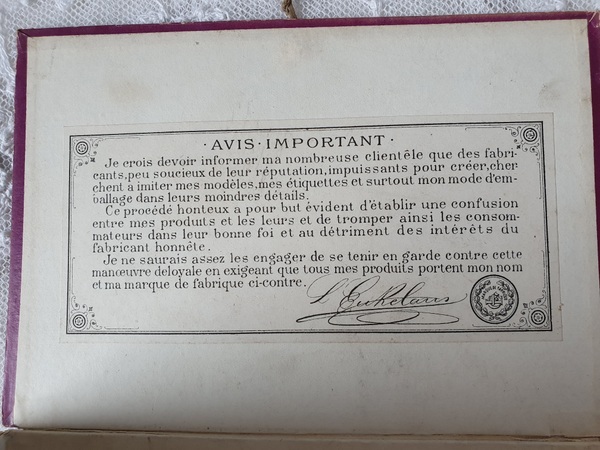 · AVIS · IMPORTANT ·
Je crois devoir informer ma nombreuse clientêle que des fabri-
cants, peu soucieux de leur réputation, impuissants pour créer, cher-
chent à imiter mes modèles, mes étiquettes et surtout mon mode d'em-
ballage dans leurs moindres détails.
Ce procédé honteux a pour but évident d'établir une confusion
entre mes produits et les leurs et de tromper ainsi les consom-
mateurs dans leur bonne foi et au détriment des intérêts du
fabricant honnête.
Je ne saurais assez les engager de se tenir en garde contre cette
manœuvre deloyale en exigeant que tous mes produits portent mon nom
et ma marque de fabrique ci-contre.